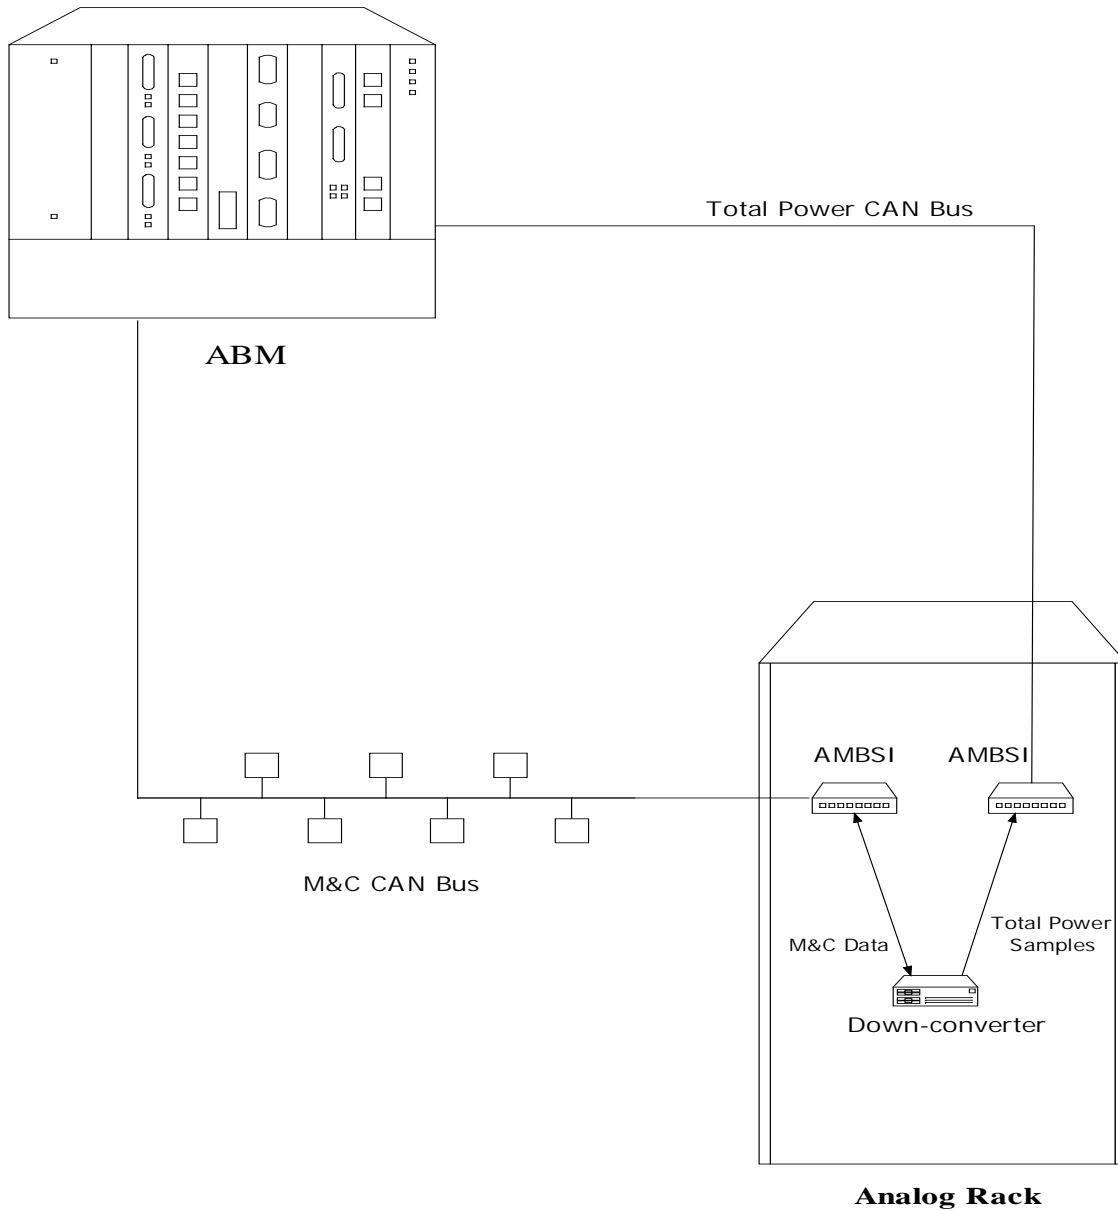 Total Power CAN Bus
ABM
AMBSI
AMBSI
M&C CAN Bus
M&C Data
Total Power
Samples
Down-converter
Analog Rack